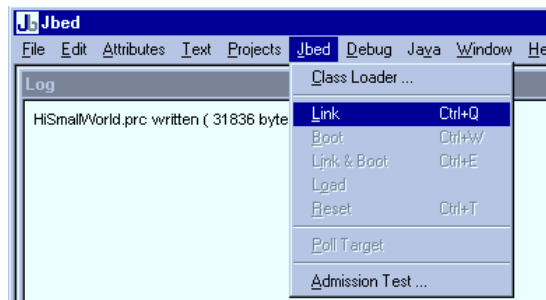 Jb Jbed
File Edit Attributes Text Projects Jbed Debug Java Window He
Log
HiSmallWorld.prc written ( 31836 byte
Class Loader ...
Link Ctrl+Q
Boot Ctrl+W
Link & Boot Ctrl+E
Load
Reset Ctrl+T
Poll Target
Admission Test ...